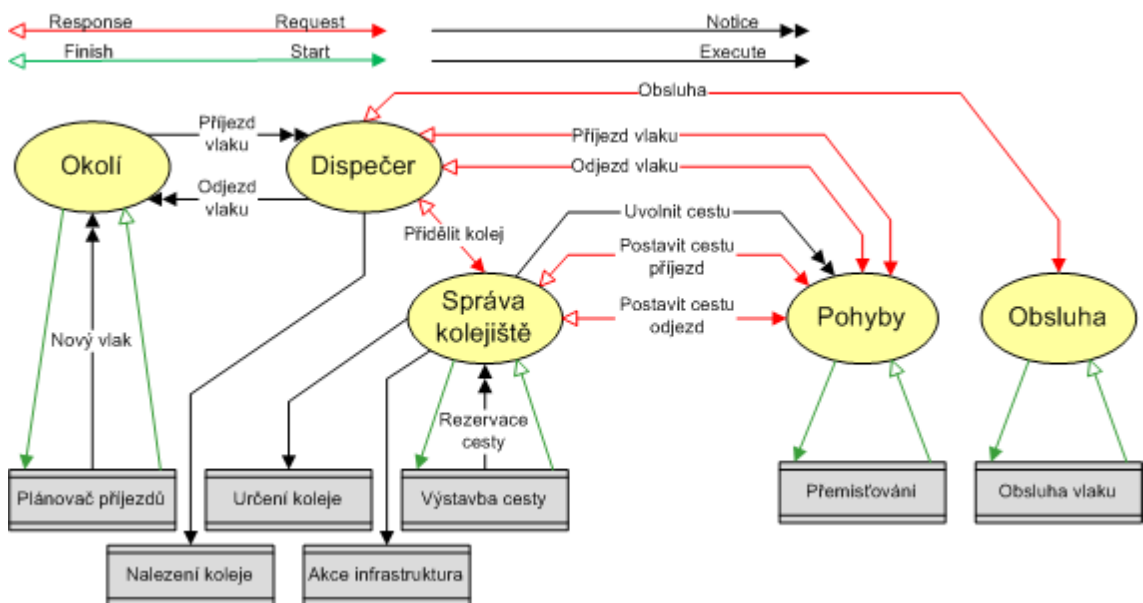 Response Request Notice
Finish Start Execute
Obsluha
Příjezd
vlaku
Příjezd vlaku
Okolí
Dispečer
Odjezd vlaku
Odjezd
vlaku
Uvolnit cestu
Přidělit kolej
Postavit cestu
příjezd
Správa
kolejiště
Postavit cestu
odjezd
Pohyby
Obsluha
Nový vlak
Rezervace
cesty
Plánovač příjezdů
Určení koleje
Výstavba cesty
Přemisťování
Obsluha vlaku
Nalezení koleje
Akce infrastruktura